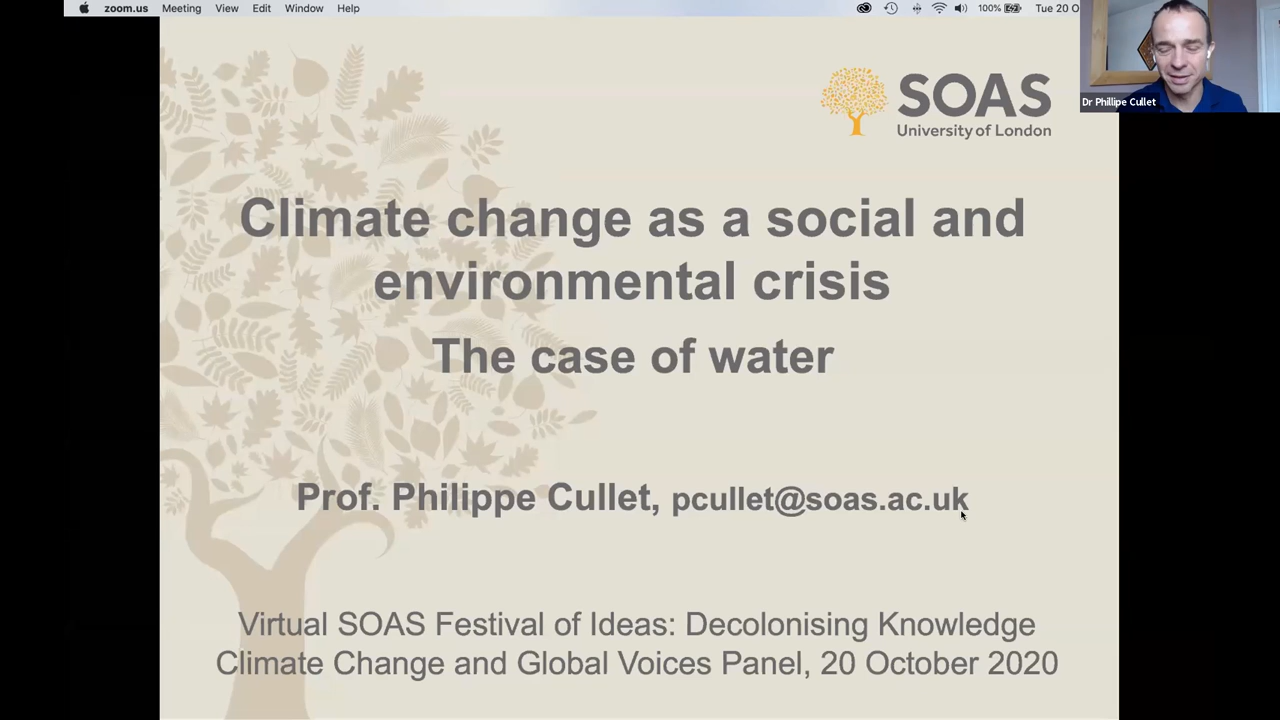 zoom.us Meeting View Edit Window Help 100% Tue 20 O
SOAS
University of London
Dr Phillipe Cullet
Climate change as a social and
environmental crisis
The case of water
Prof. Philippe Cullet, pcullet@soas.ac.uk
Virtual SOAS Festival of Ideas: Decolonising Knowledge
Climate Change and Global Voices Panel, 20 October 2020